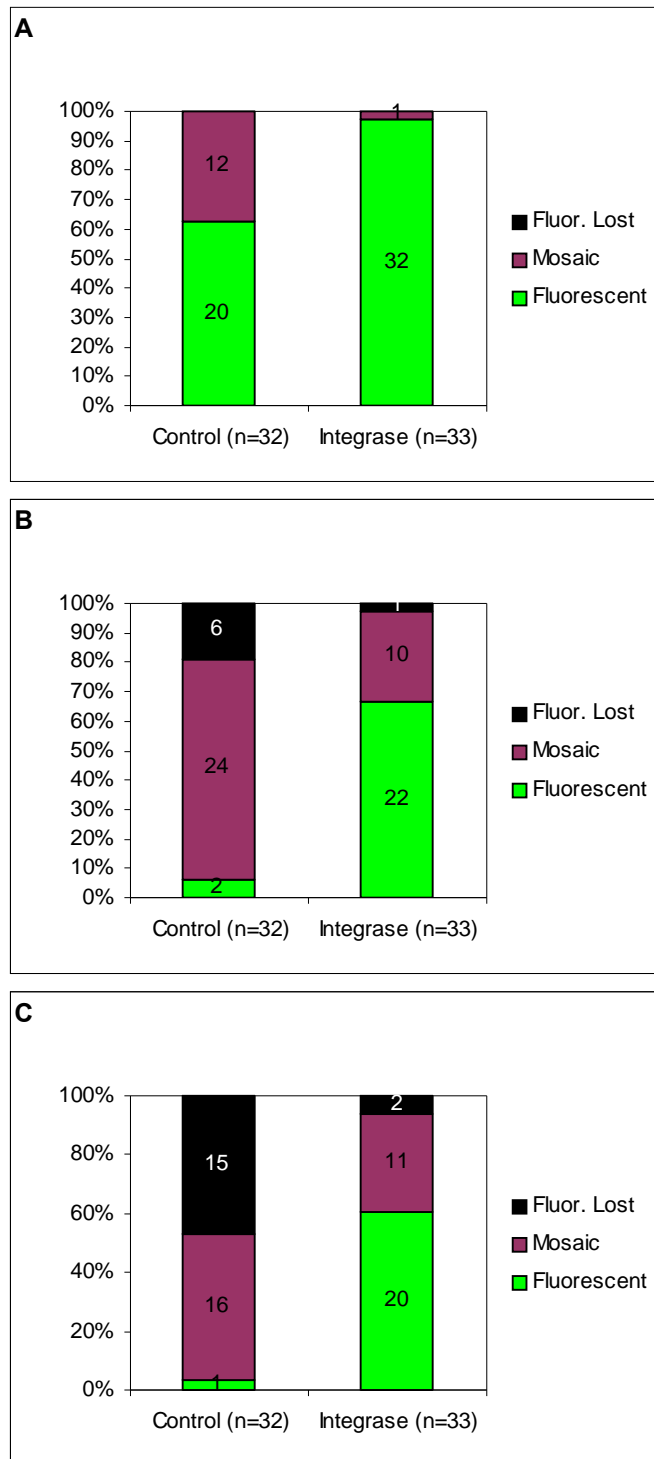 A
100%
90%
80%
70%
60%
50%
40%
30%
20%
10%
0%
12
20
1
32
Fluor. Lost
Mosaic
Fluorescent
Control (n=32) Integrase (n=33)
B
100%
90%
80%
70%
60%
50%
40%
30%
20%
10%
0%
6
24
2
1
10
22
Fluor. Lost
Mosaic
Fluorescent
Control (n=32) Integrase (n=33)
C
100%
80%
60%
40%
20%
0%
15
16
1
2
11
20
Fluor. Lost
Mosaic
Fluorescent
Control (n=32) Integrase (n=33)